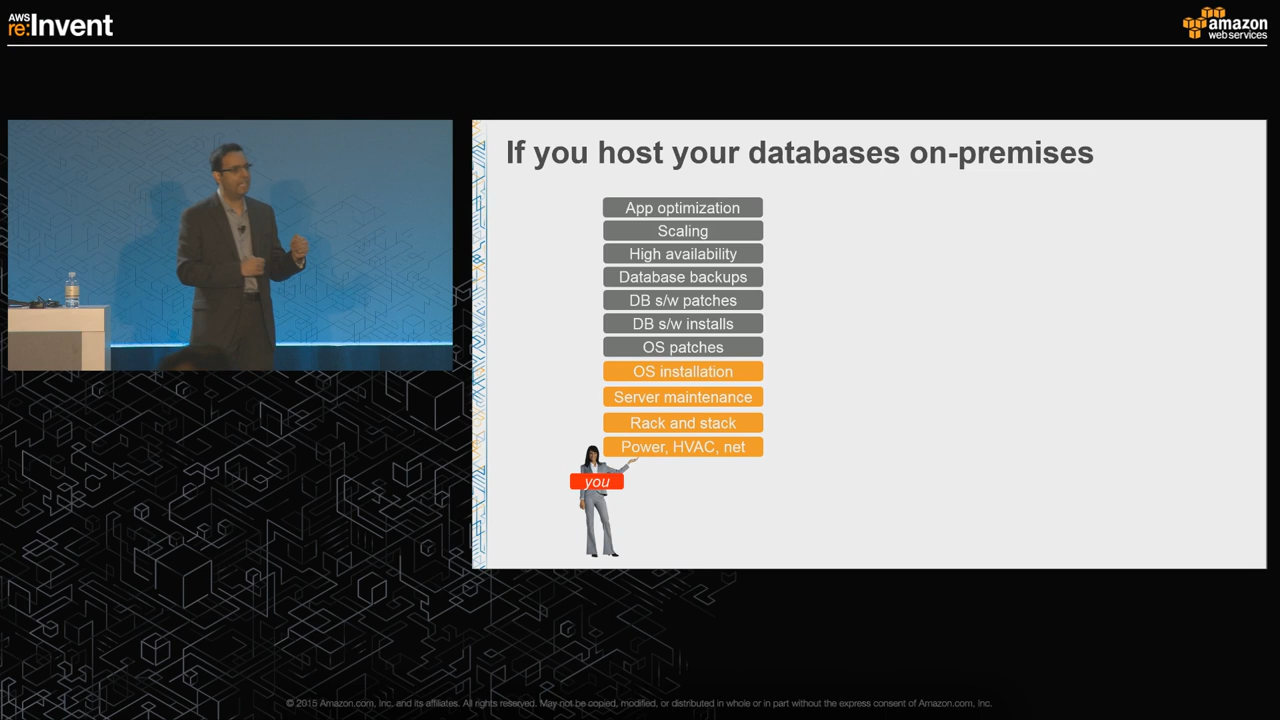 AWS
re:Invent
amazon
web services
If you host your databases on-premises
App optimization
Scaling
High availability
Database backups
DB s/w patches
DB s/w installs
OS patches
OS installation
Server maintenance
Rack and stack
Power, HVAC, net
you
© 2015 Amazon.com, Inc. and its affiliates. All rights reserved. May not be copied, modified, or distributed in whole or in part without the express consent of Amazon.com, Inc.